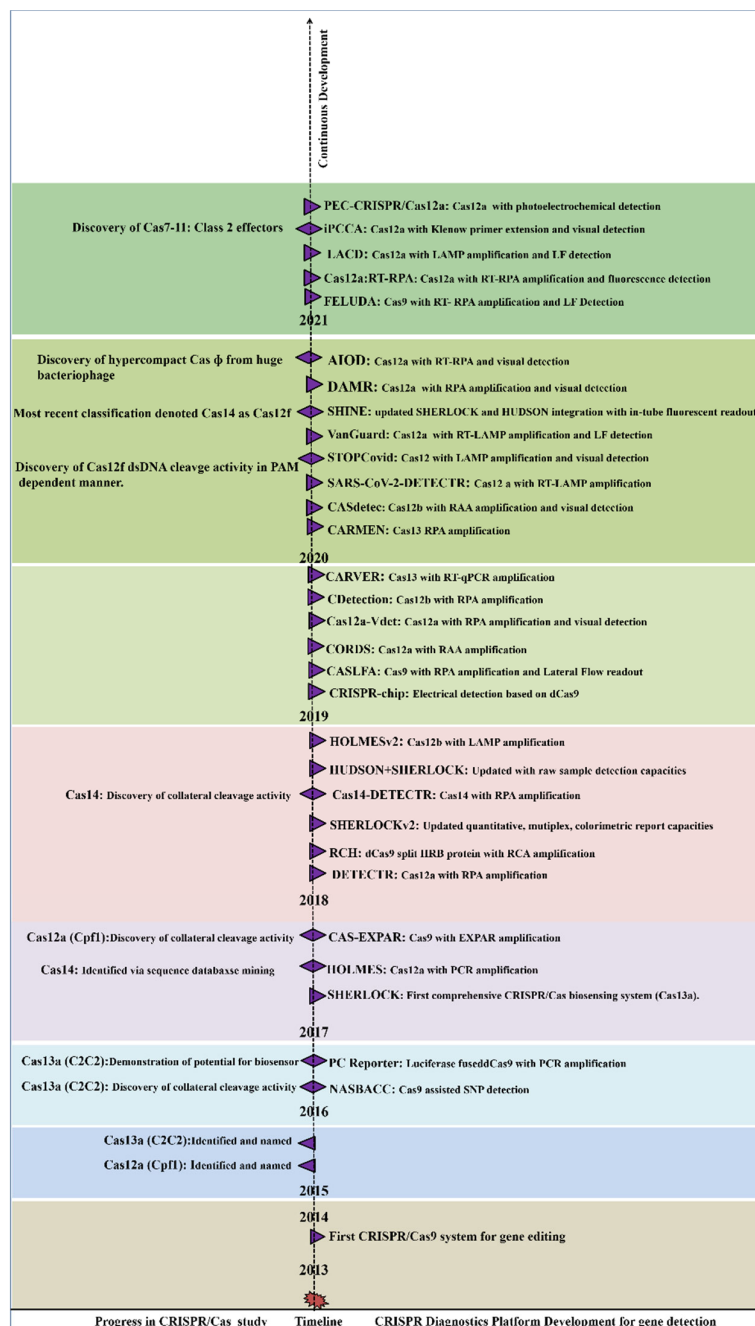 Continuous Development
PEC-CRISPR/Cas12a: Cas12a with photoelectrochemical detection
Discovery of Cas7-11: Class 2 effectors
iPCCA: Cas12a with Klenow primer extension and visual detection
LACD: Cas12a with LAMP amplification and LF detection
Cas12a:RT-RPA: Cas12a with RT-RPA amplification and fluorescence detection
FELUDA: Cas9 with RT- RPA amplification and LF Detection
2021
Discovery of hypercompact Cas ϕ from huge
bacteriophage
AIOD: Cas12a with RT-RPA and visual detection
DAMR: Cas12a with RPA amplification and visual detection
Most recent classification denoted Cas14 as Cas12f
SHINE: updated SHERLOCK and HUDSON integration with in-tube fluorescent readout
VanGuard: Cas12a with RT-LAMP amplification and LF detection
Discovery of Cas12f dsDNA cleavge activity in PAM
dependent manner.
STOPCovid: Cas12 with LAMP amplification and visual detection
SARS-CoV-2-DETECTR: Cas12 a with RT-LAMP amplification
CASdetec: Cas12b with RAA amplification and visual detection
CARMEN: Cas13 RPA amplification
2020
CARVER: Cas13 with RT-qPCR amplification
CDetection: Cas12b with RPA amplification
Cas12a-Vdet: Cas12a with RPA amplification and visual detection
CORDS: Cas12a with RAA amplification
CASLFA: Cas9 with RPA amplification and Lateral Flow readout
CRISPR-chip: Electrical detection based on dCas9
2019
HOLMESv2: Cas12b with LAMP amplification
HUDSON+SHERLOCK: Updated with raw sample detection capacities
Cas14: Discovery of collateral cleavage activity
Cas14-DETECTR: Cas14 with RPA amplification
SHERLOCKv2: Updated quantitative, mutiplex, colorimetric report capacities
RCH: dCas9 split HRB protein with RCA amplification
DETECTR: Cas12a with RPA amplification
2018
Cas12a (Cpf1):Discovery of collateral cleavage activity
CAS-EXPAR: Cas9 with EXPAR amplification
Cas14: Identified via sequence databaxse mining
HOLMES: Cas12a with PCR amplification
SHERLOCK: First comprehensive CRISPR/Cas biosensing system (Cas13a).
2017
Cas13a (C2C2):Demonstration of potential for biosensor
PC Reporter: Luciferase fuseddCas9 with PCR amplification
Cas13a (C2C2): Discovery of collateral cleavage activity
NASBACC: Cas9 assisted SNP detection
2016
Cas13a (C2C2):Identified and named
Cas12a (Cpf1): Identified and named
2015
2014
First CRISPR/Cas9 system for gene editing
2013
Progress in CRISPR/Cas study
Timeline
CRISPR Diagnostics Platform Development for gene detection